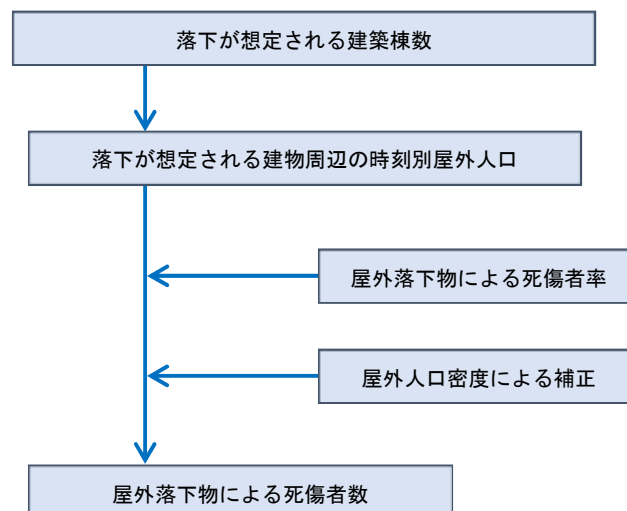 落下が想定される建築棟数
落下が想定される建物周辺の時刻別屋外人口
屋外落下物による死傷者率
屋外人口密度による補正
屋外落下物による死傷者数